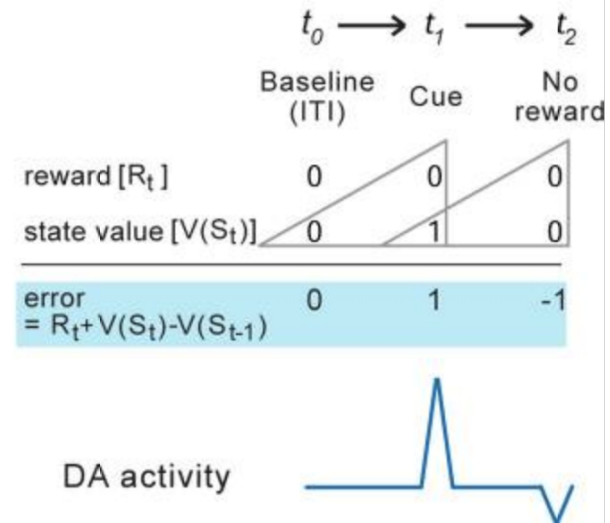 t0 → t1 → t2
Baseline (ITI) Cue No reward
reward [Rt] 0 0 0
state value [V(St)] 0 1 0
error 0 1 -1
= Rt+V(St)-V(St-1)
DA activity